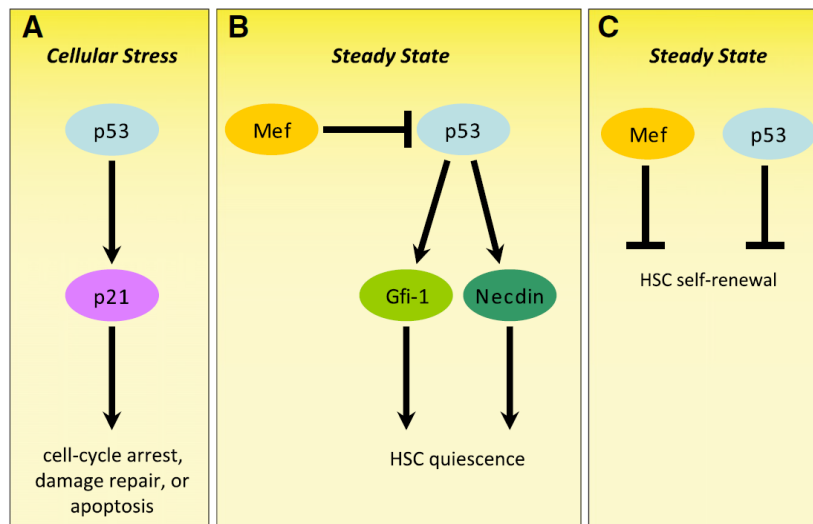 A
Cellular Stress
p53
p21
cell-cycle arrest,
damage repair, or
apoptosis
B
Steady State
Mef
p53
Gfi-1
Necdin
HSC quiescence
C
Steady State
Mef
p53
HSC self-renewal